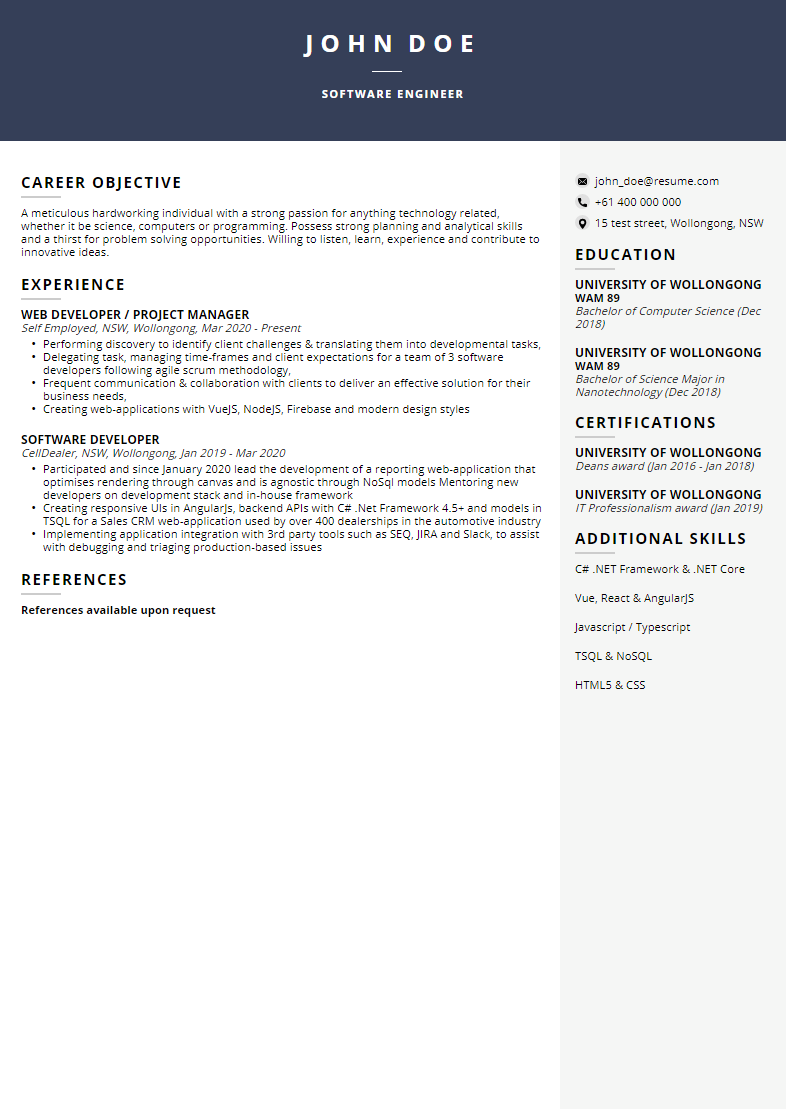 JOHN DOE
SOFTWARE ENGINEER
CAREER OBJECTIVE
A meticulous hardworking individual with a strong passion for anything technology related,
whether it be science, computers or programming. Possess strong planning and analytical skills
and a thirst for problem solving opportunities. Willing to listen, learn, experience and contribute to
innovative ideas.
EXPERIENCE
WEB DEVELOPER / PROJECT MANAGER
Self Employed, NSW, Wollongong, Mar 2020 - Present
• Performing discovery to identify client challenges & translating them into developmental tasks,
• Delegating task, managing time-frames and client expectations for a team of 3 software
developers following agile scrum methodology,
• Frequent communication & collaboration with clients to deliver an effective solution for their
business needs,
• Creating web-applications with VueJS, NodeJS, Firebase and modern design styles
SOFTWARE DEVELOPER
CellDealer, NSW, Wollongong, Jan 2019 - Mar 2020
• Participated and since January 2020 lead the development of a reporting web-application that
optimises rendering through canvas and is agnostic through NoSql models Mentoring new
developers on development stack and in-house framework
• Creating responsive UIs in AngularJs, backend APIs with C# .Net Framework 4.5+ and models in
TSQL for a Sales CRM web-application used by over 400 dealerships in the automotive industry
• Implementing application integration with 3rd party tools such as SEQ, JIRA and Slack, to assist
with debugging and triaging production-based issues
REFERENCES
References available upon request
john_doe@resume.com
+61 400 000 000
15 test street, Wollongong, NSW
EDUCATION
UNIVERSITY OF WOLLONGONG
WAM 89
Bachelor of Computer Science (Dec
2018)
UNIVERSITY OF WOLLONGONG
WAM 89
Bachelor of Science Major in
Nanotechnology (Dec 2018)
CERTIFICATIONS
UNIVERSITY OF WOLLONGONG
Deans award (Jan 2016 - Jan 2018)
UNIVERSITY OF WOLLONGONG
IT Professionalism award (Jan 2019)
ADDITIONAL SKILLS
C# .NET Framework & .NET Core
Vue, React & AngularJS
Javascript / Typescript
TSQL & NoSQL
HTML5 & CSS